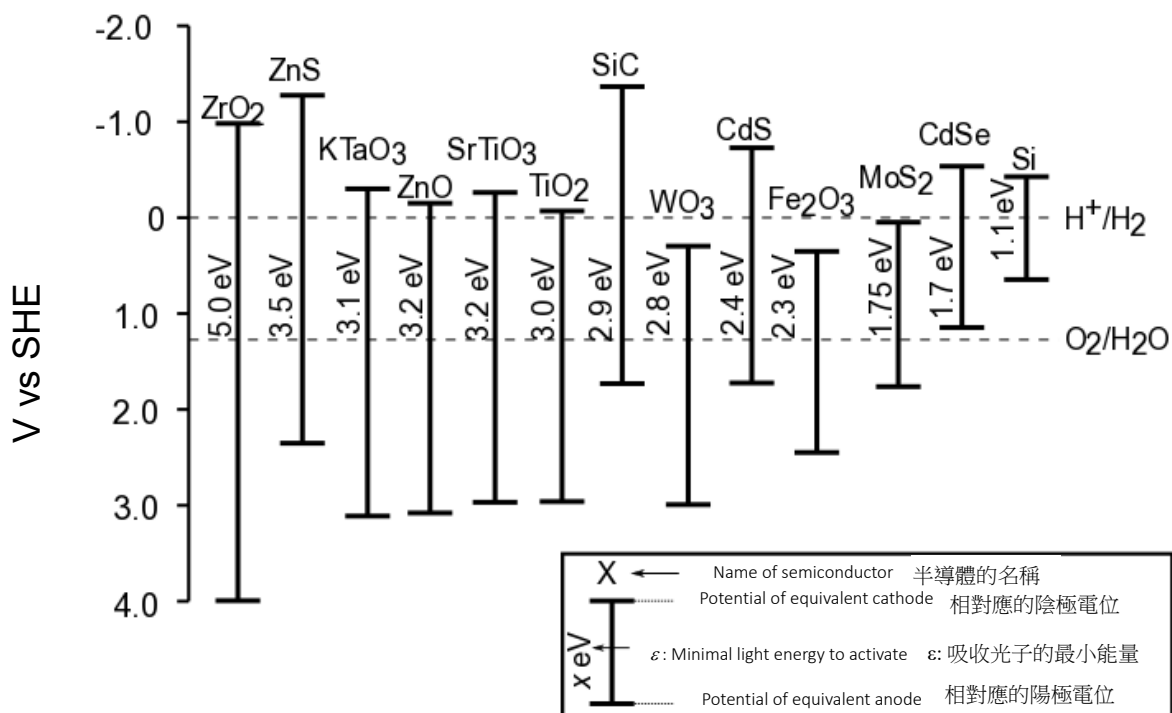 -2.0
-1.0
0
1.0
2.0
3.0
4.0
V vs SHE
ZrO2
5.0 eV
ZnS
3.5 eV
KTaO3
3.1 eV
ZnO
3.2 eV
SrTiO3
3.2 eV
TiO2
3.0 eV
SiC
2.9 eV
WO3
2.8 eV
CdS
2.4 eV
Fe2O3
2.3 eV
MoS2
1.75 eV
CdSe
1.7 eV
Si
1.1 eV
H+/H2
O2/H2O
X Name of semiconductor 半導體的名稱
Potential of equivalent cathode 相對應的陰極電位
x eV
ε: Minimal light energy to activate ε: 吸收光子的最小能量
Potential of equivalent anode 相對應的陽極電位